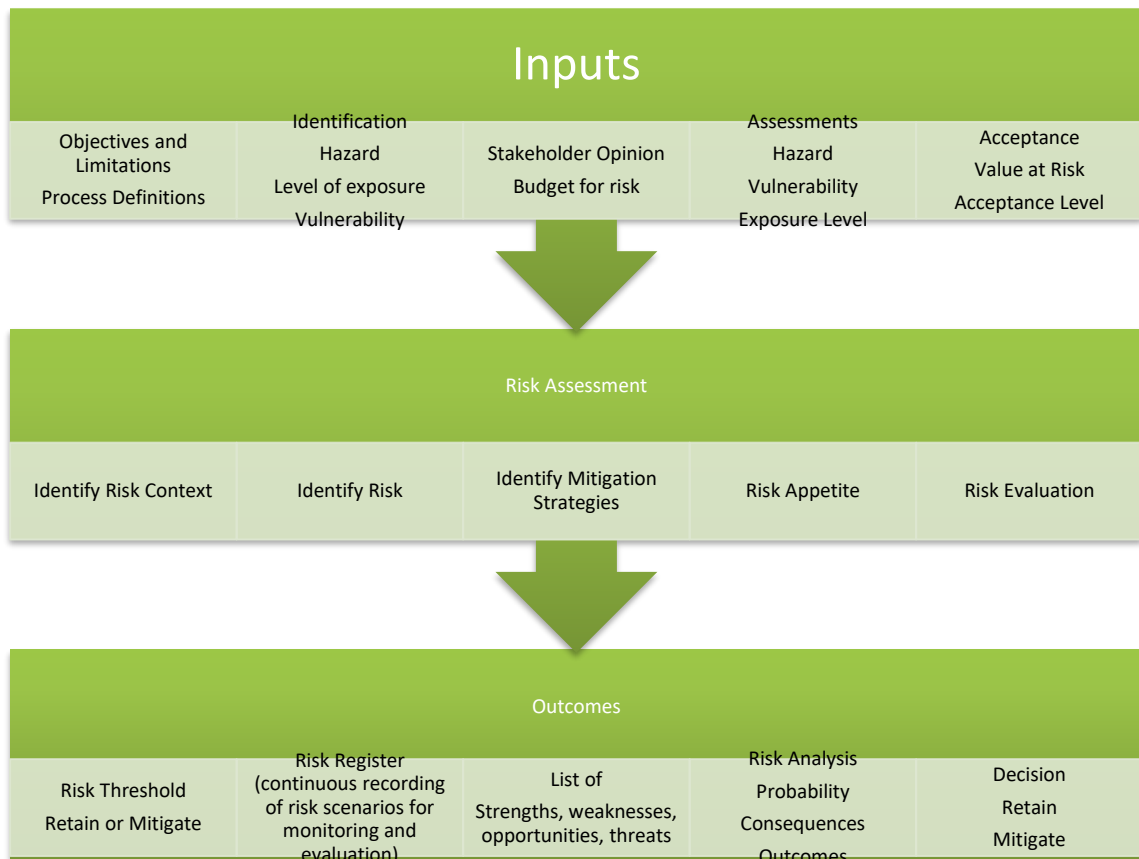 Inputs
Objectives and
Limitations
Process Definitions
Identification
Hazard
Level of exposure
Vulnerability
Stakeholder Opinion
Budget for risk
Assessments
Hazard
Vulnerability
Exposure Level
Acceptance
Value at Risk
Acceptance Level
Risk Assessment
Identify Risk Context
Identify Risk
Identify Mitigation
Strategies
Risk Appetite
Risk Evaluation
Outcomes
Risk Threshold
Retain or Mitigate
Risk Register
(continuous recording
of risk scenarios for
monitoring and
evaluation)
List of
Strengths, weaknesses,
opportunities, threats
Risk Analysis
Probability
Consequences
Outcomes
Decision
Retain
Mitigate